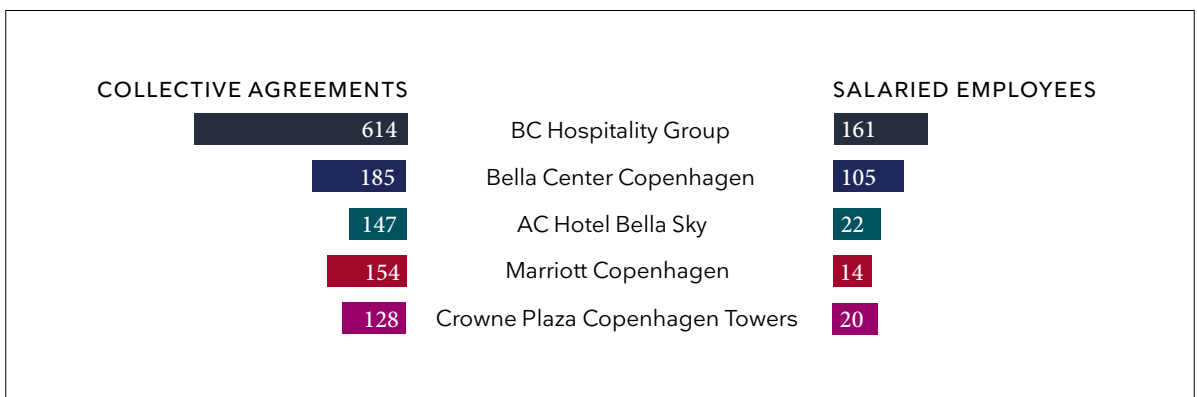 COLLECTIVE AGREEMENTS SALARIED EMPLOYEES
614 BC Hospitality Group 161
185 Bella Center Copenhagen 105
147 AC Hotel Bella Sky 22
154 Marriott Copenhagen 14
128 Crowne Plaza Copenhagen Towers 20